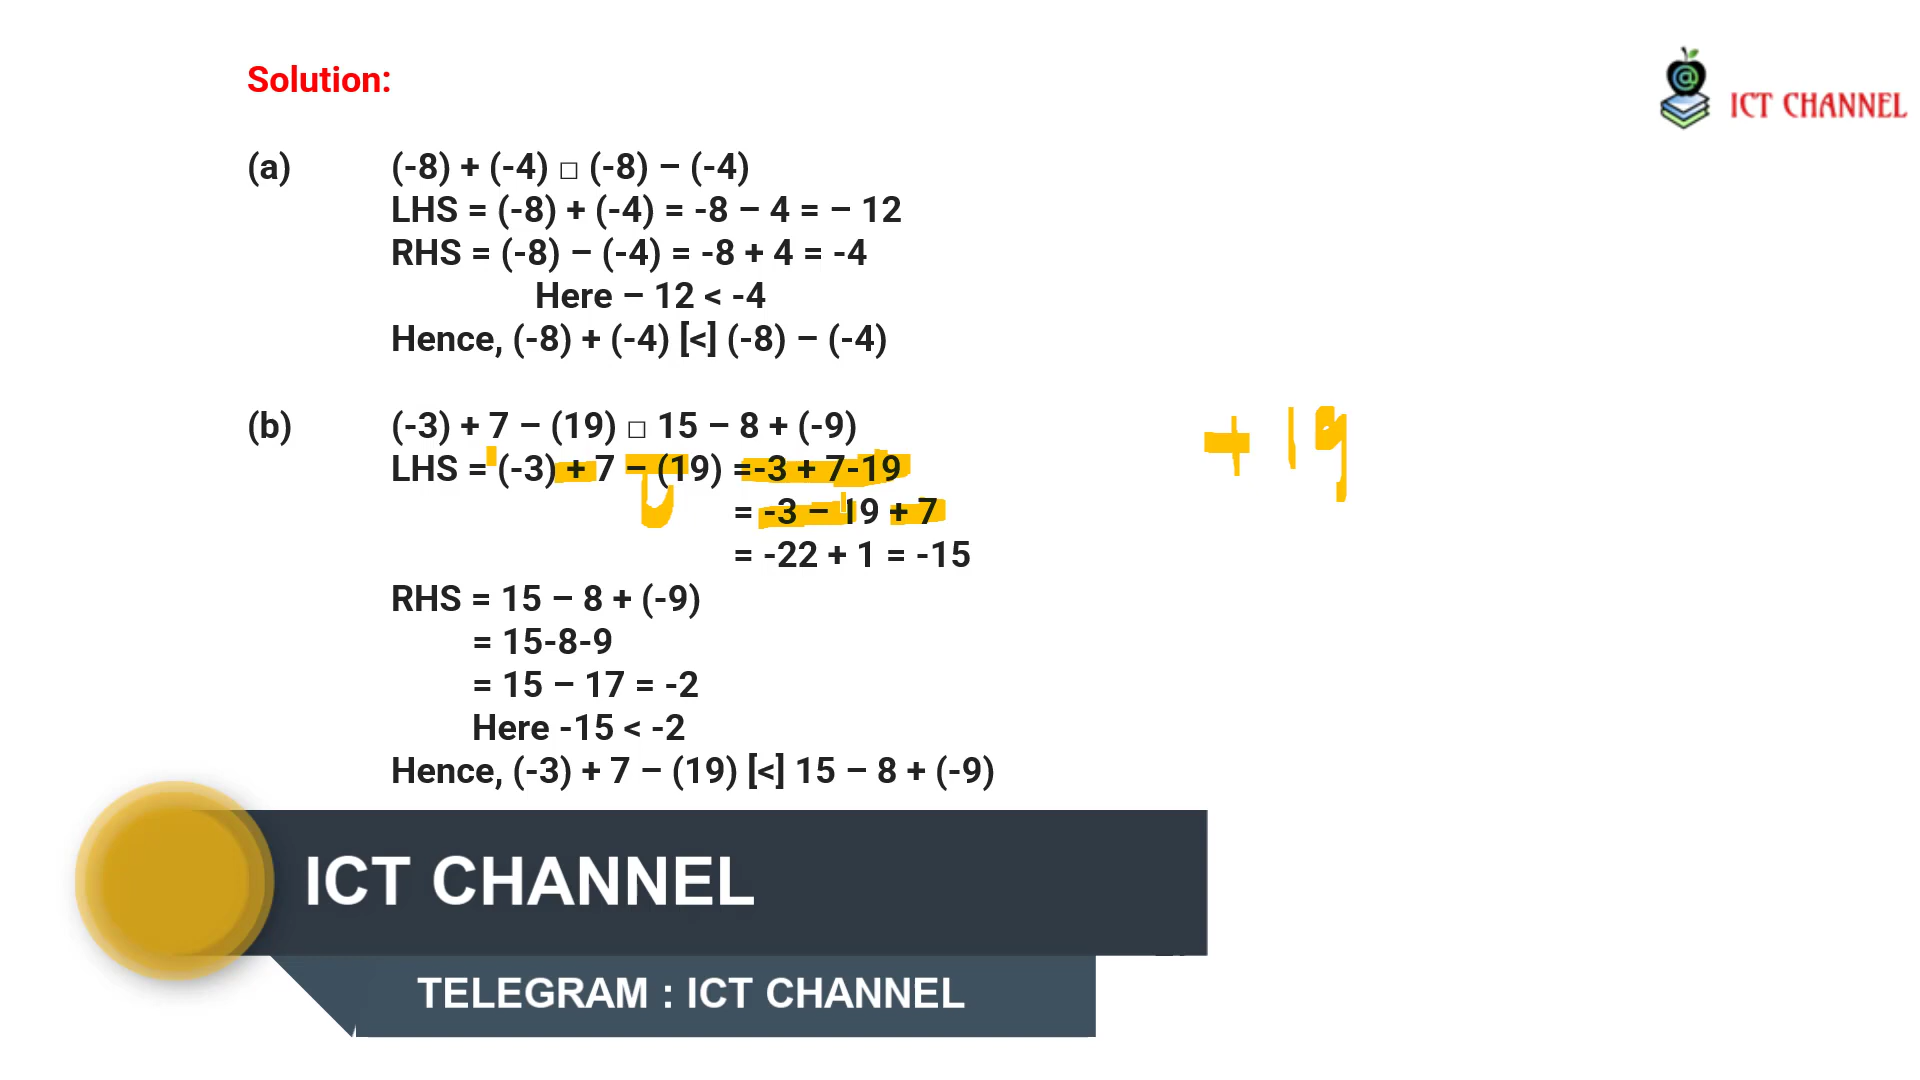 Solution:
ICT CHANNEL
(a) (-8) + (-4) □ (-8) – (-4)
LHS = (-8) + (-4) = -8 – 4 = – 12
RHS = (-8) – (-4) = -8 + 4 = -4
Here – 12 < -4
Hence, (-8) + (-4) [<] (-8) – (-4)
(b) (-3) + 7 – (19) □ 15 – 8 + (-9)
+ 19
LHS = (-3) + 7 – (19) =-3 + 7-19
= -3 – 19 + 7
= -22 + 1 = -15
RHS = 15 – 8 + (-9)
= 15-8-9
= 15 – 17 = -2
Here -15 < -2
Hence, (-3) + 7 – (19) [<] 15 – 8 + (-9)
ICT CHANNEL
TELEGRAM : ICT CHANNEL